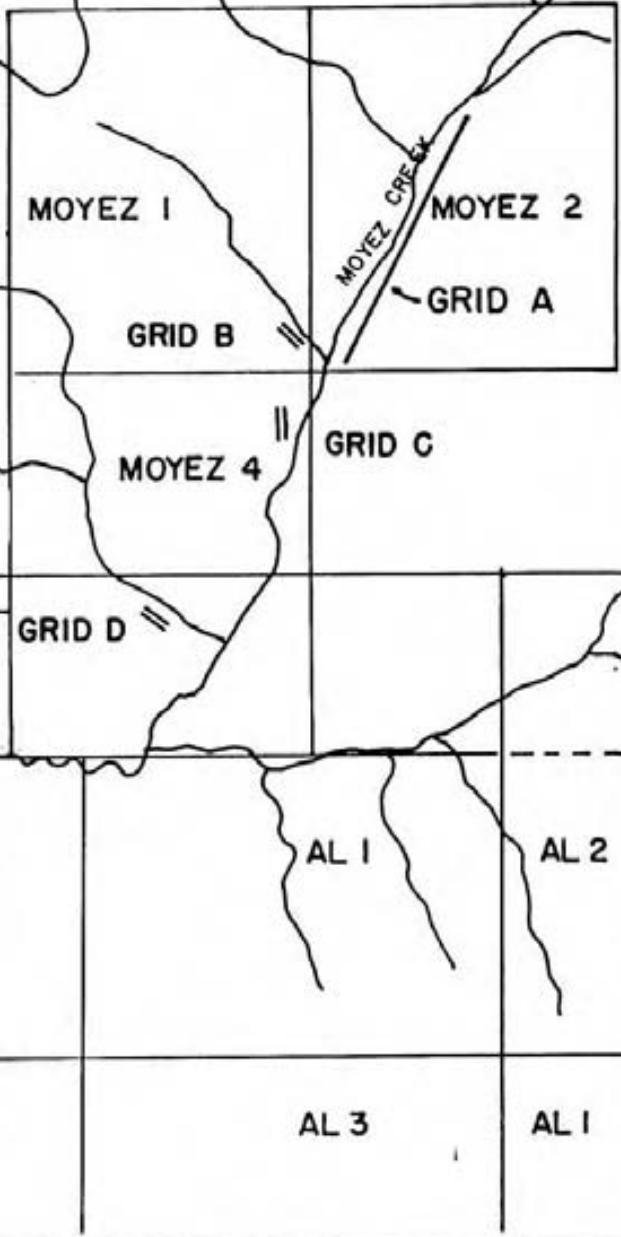 MOYEZ CREEK
MOYEZ 1
MOYEZ 2
GRID A
GRID B
GRID C
MOYEZ 4
GRID D
AL 1
AL 2
AL 3
AL 1